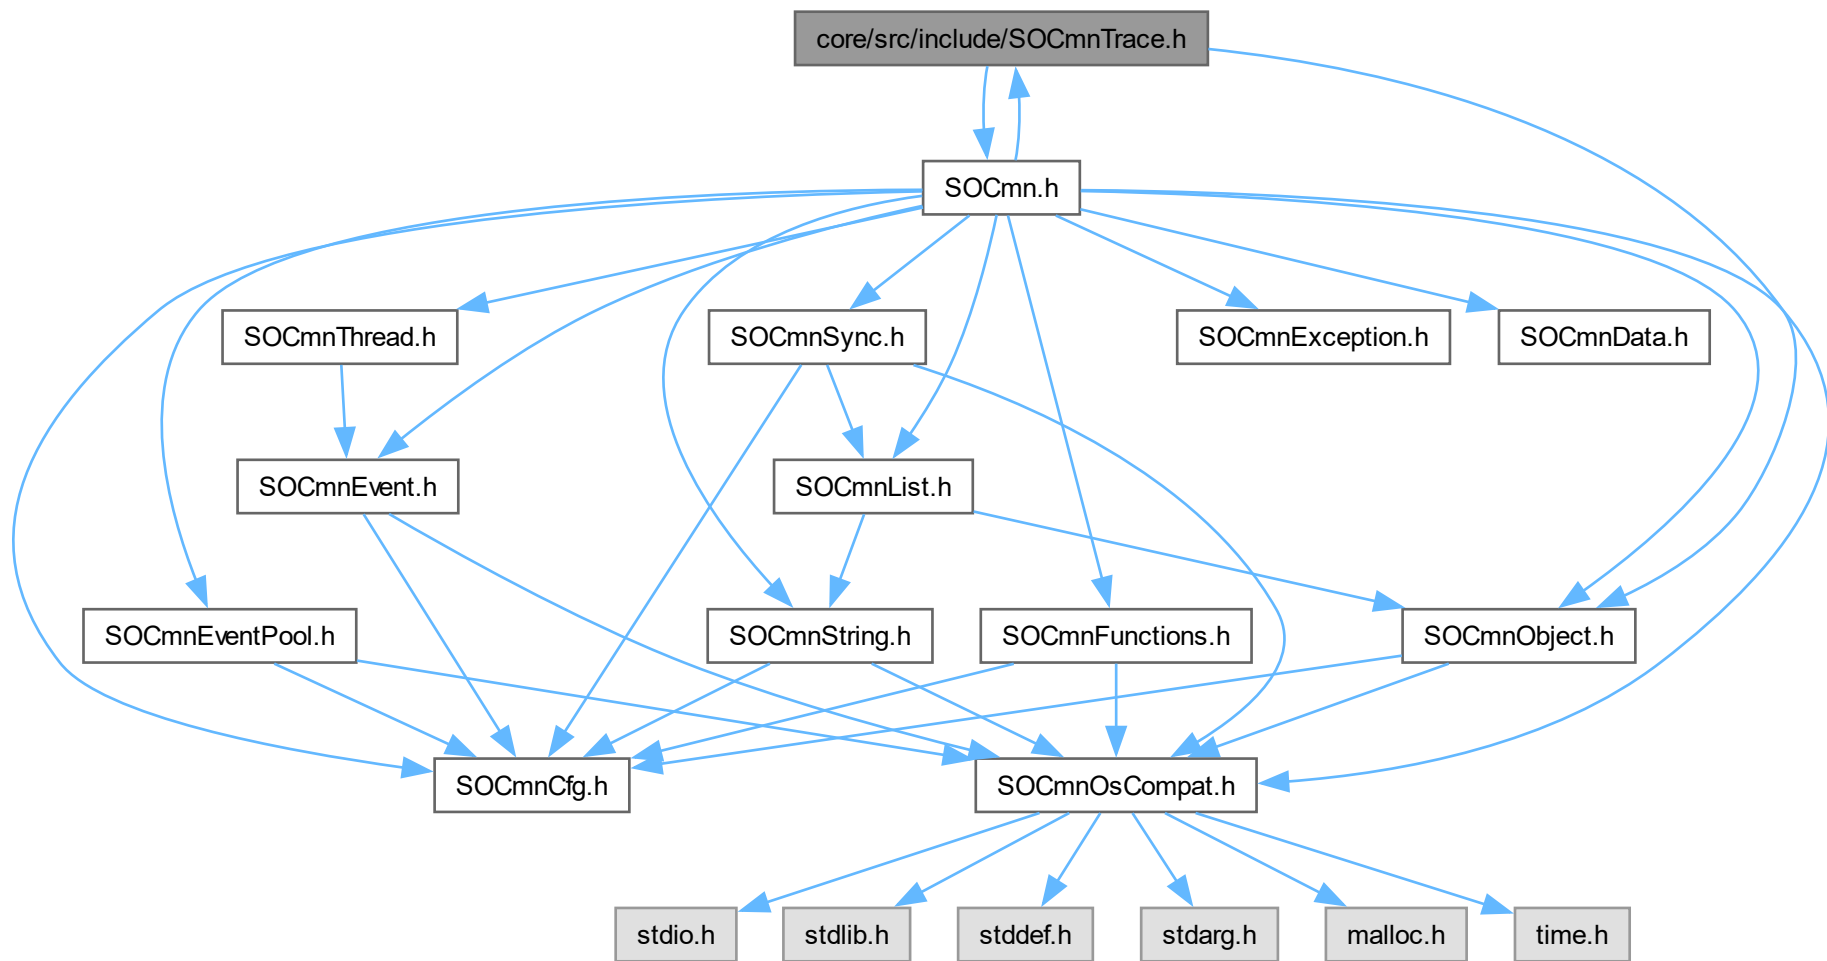 core/src/include/SOCmnTrace.h
SOCmn.h
SOCmnThread.h
SOCmnSync.h
SOCmnException.h
SOCmnData.h
SOCmnEvent.h
SOCmnList.h
SOCmnEventPool.h
SOCmnString.h
SOCmnFunctions.h
SOCmnObject.h
SOCmnCfg.h
SOCmnOsCompat.h
stdio.h
stdlib.h
stddef.h
stdarg.h
malloc.h
time.h